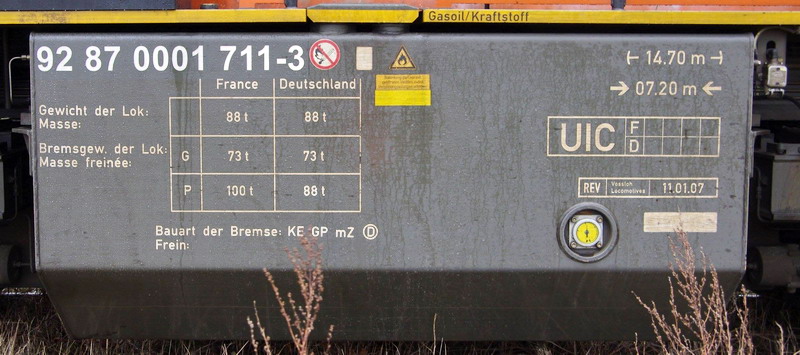 Gasoil/Kraftstoff
92 87 0001 711-3
France Deutschland
Gewicht der Lok:
Masse:
88 t 88 t
Bremsgew. der Lok:
Masse freinée:
G 73 t 73 t
P 100 t 88 t
Bauart der Bremse: KE GP mZ D
Frein:
14.70 m
07.20 m
UIC
F
D
REV Vossloh Locomotives 11.01.07